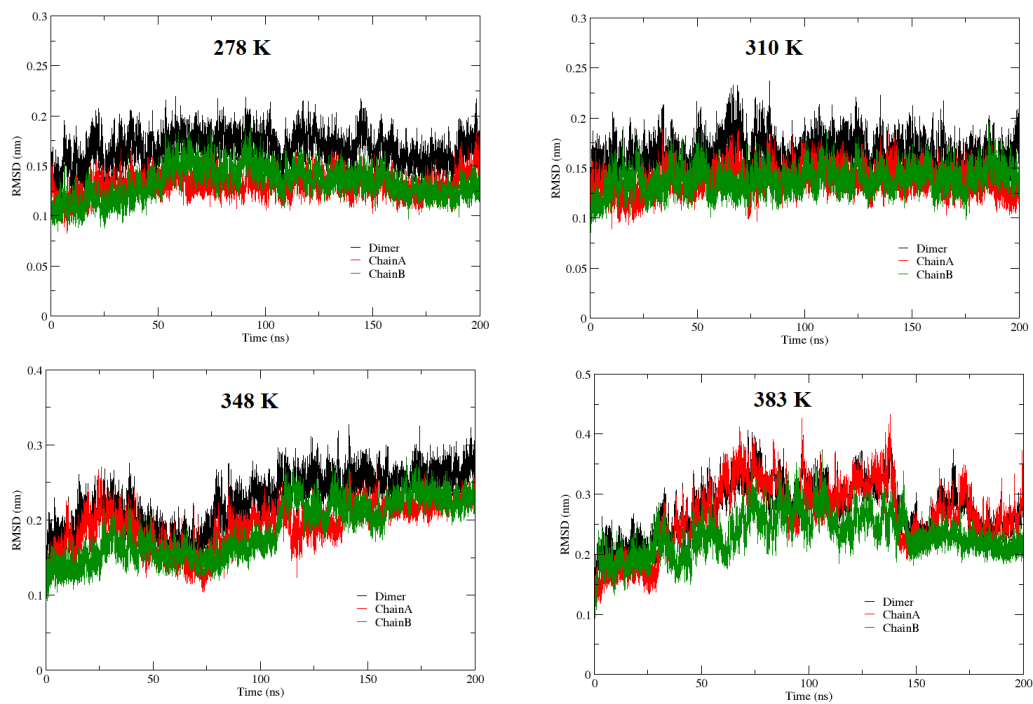 278 K
0.3
0.25
0.2
0.15
0.1
0.05
0
RMSD (nm)
Dimer
ChainA
ChainB
0 50 100 150 200
Time (ns)
310 K
0.3
0.25
0.2
0.15
0.1
0.05
0
RMSD (nm)
Dimer
ChainA
ChainB
0 50 100 150 200
Time (ns)
348 K
0.4
0.3
0.2
0.1
0
RMSD (nm)
Dimer
ChainA
ChainB
0 50 100 150 200
Time (ns)
383 K
0.5
0.4
0.3
0.2
0.1
0
RMSD (nm)
Dimer
ChainA
ChainB
0 50 100 150 200
Time (ns)